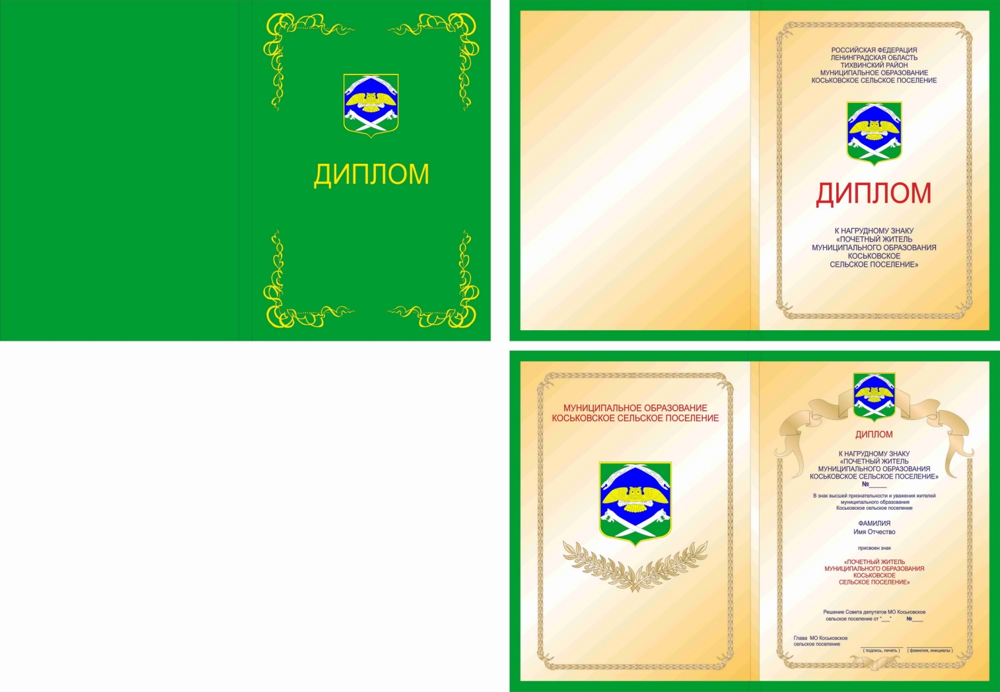 ДИПЛОМ
РОССИЙСКАЯ ФЕДЕРАЦИЯ
ЛЕНИНГРАДСКАЯ ОБЛАСТЬ
ТИХВИНСКИЙ РАЙОН
МУНИЦИПАЛЬНОЕ ОБРАЗОВАНИЕ
КОСЬКОВСКОЕ СЕЛЬСКОЕ ПОСЕЛЕНИЕ
ДИПЛОМ
К НАГРУДНОМУ ЗНАКУ
«ПОЧЕТНЫЙ ЖИТЕЛЬ
МУНИЦИПАЛЬНОГО ОБРАЗОВАНИЯ
КОСЬКОВСКОЕ
СЕЛЬСКОЕ ПОСЕЛЕНИЕ»
МУНИЦИПАЛЬНОЕ ОБРАЗОВАНИЕ
КОСЬКОВСКОЕ СЕЛЬСКОЕ ПОСЕЛЕНИЕ
ДИПЛОМ
К НАГРУДНОМУ ЗНАКУ
«ПОЧЕТНЫЙ ЖИТЕЛЬ
МУНИЦИПАЛЬНОГО ОБРАЗОВАНИЯ
КОСЬКОВСКОЕ СЕЛЬСКОЕ ПОСЕЛЕНИЕ»
№_____
В знак высшей признательности и уважения жителей
муниципального образования
Коськовское сельское поселение
ФАМИЛИЯ
Имя Отчество
присвоен знак
«ПОЧЕТНЫЙ ЖИТЕЛЬ
МУНИЦИПАЛЬНОГО ОБРАЗОВАНИЯ
КОСЬКОВСКОЕ
СЕЛЬСКОЕ ПОСЕЛЕНИЕ»
Решение Совета депутатов МО Коськовское
сельское поселение от "___" №____
Глава МО Коськовское
сельское поселение
( подпись, печать ) ( фамилия, инициалы )